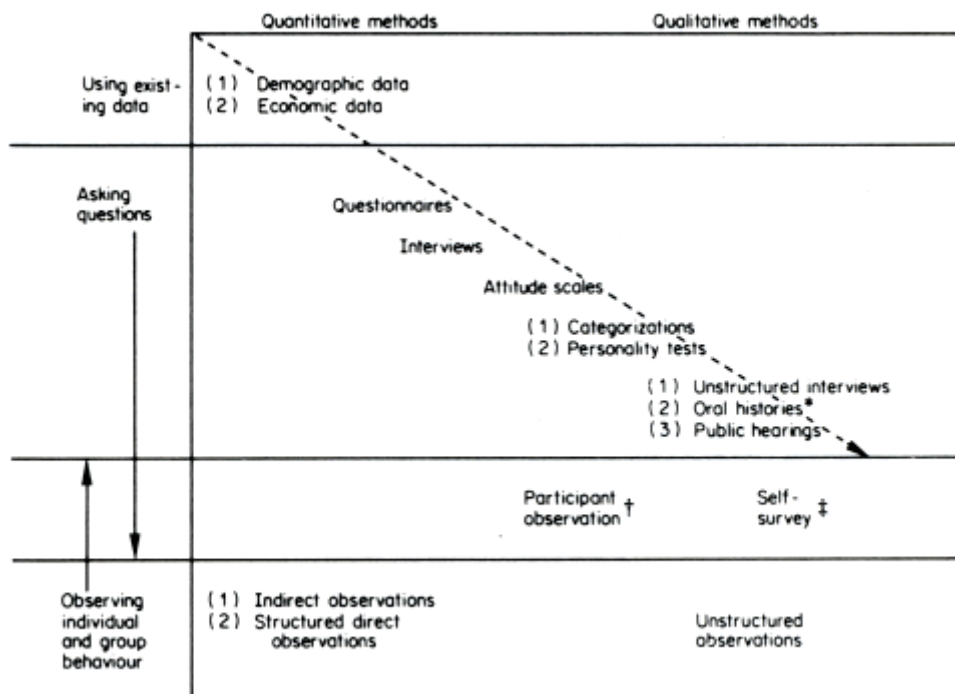 Quantitative methods
Qualitative methods
Using exist-
ing data
(1) Demographic data
(2) Economic data
Asking
questions
Questionnaires
Interviews
Attitude scales
(1) Categorizations
(2) Personality tests
(1) Unstructured interviews
(2) Oral histories*
(3) Public hearings
Participant
observation †
Self-
survey ‡
Observing
individual
and group
behaviour
(1) Indirect observations
(2) Structured direct
observations
Unstructured
observations